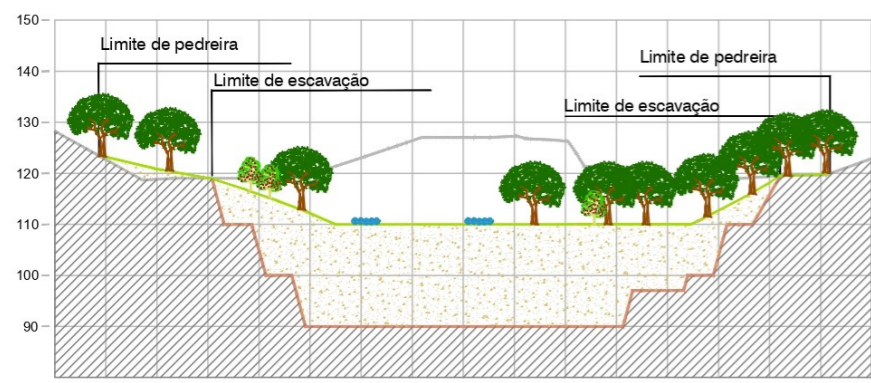 150
140
130
120
110
100
90
Limite de pedreira
Limite de escavação
Limite de pedreira
Limite de escavação